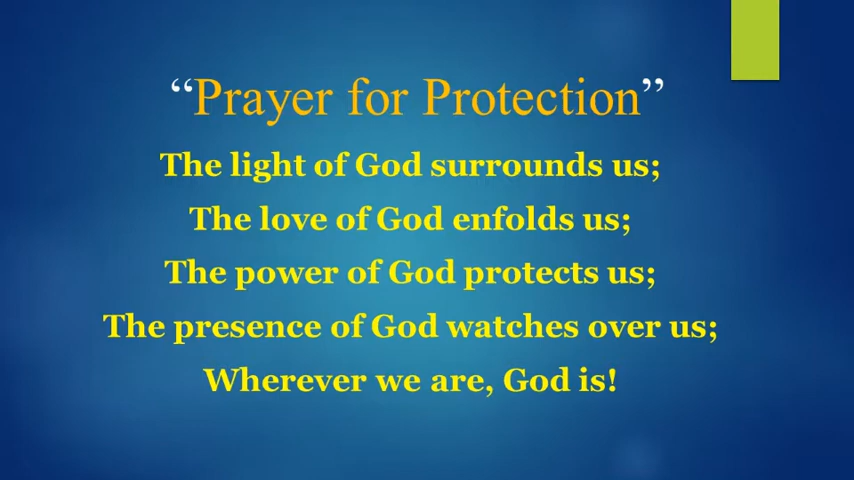 “Prayer for Protection”
The light of God surrounds us;
The love of God enfolds us;
The power of God protects us;
The presence of God watches over us;
Wherever we are, God is!